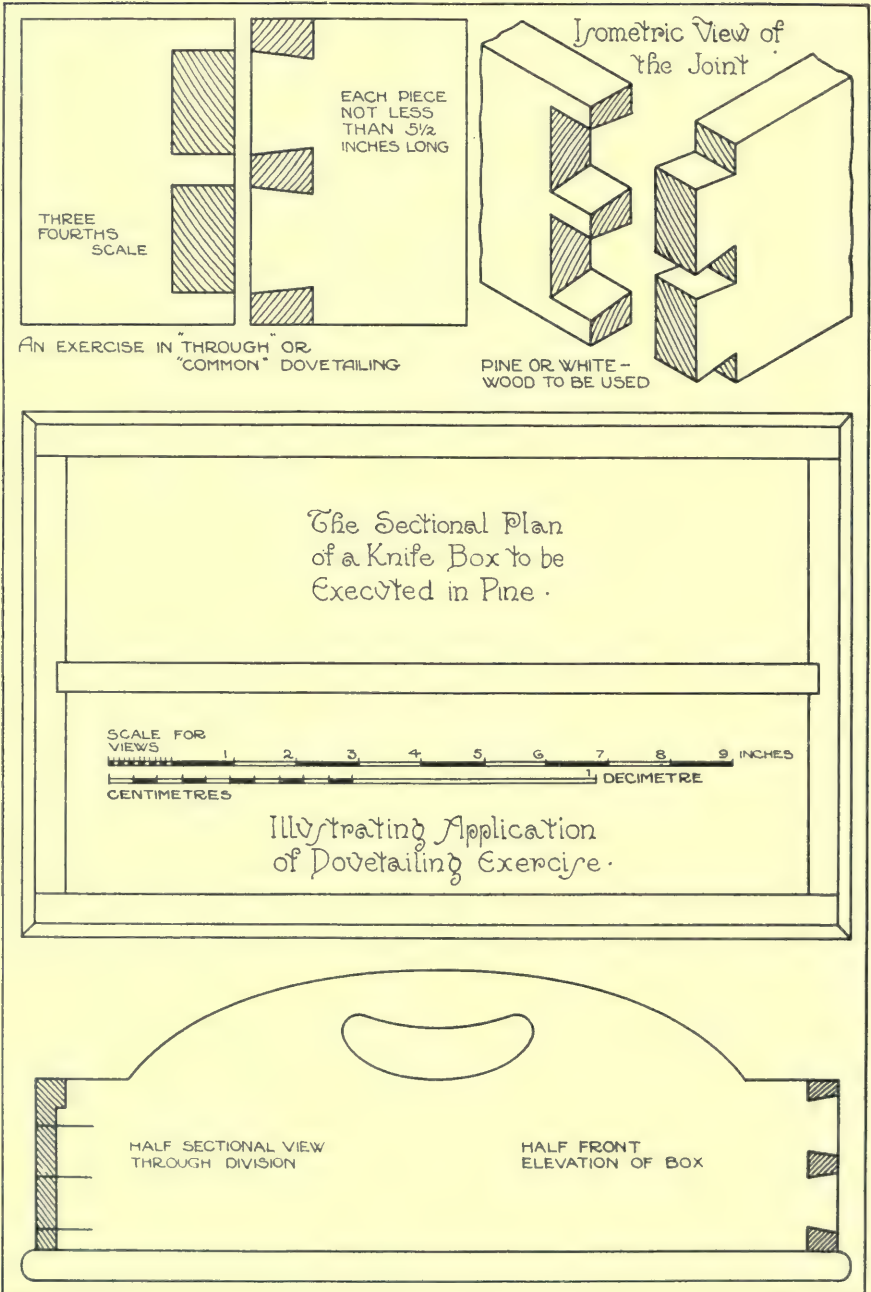 Isometric View of
the Joint
EACH PIECE
NOT LESS
THAN 5½
INCHES LONG
THREE
FOURTHS
SCALE
AN EXERCISE IN "THROUGH" OR
"COMMON" DOVETAILING
PINE OR WHITE-
WOOD TO BE USED
The Sectional Plan
of a Knife Box to be
Executed in Pine.
SCALE FOR
VIEWS
1 2 3 4 5 6 7 8 9 INCHES
1 DECIMETRE
CENTIMETRES
Illustrating Application
of Dovetailing Exercise.
HALF SECTIONAL VIEW
THROUGH DIVISION
HALF FRONT
ELEVATION OF BOX